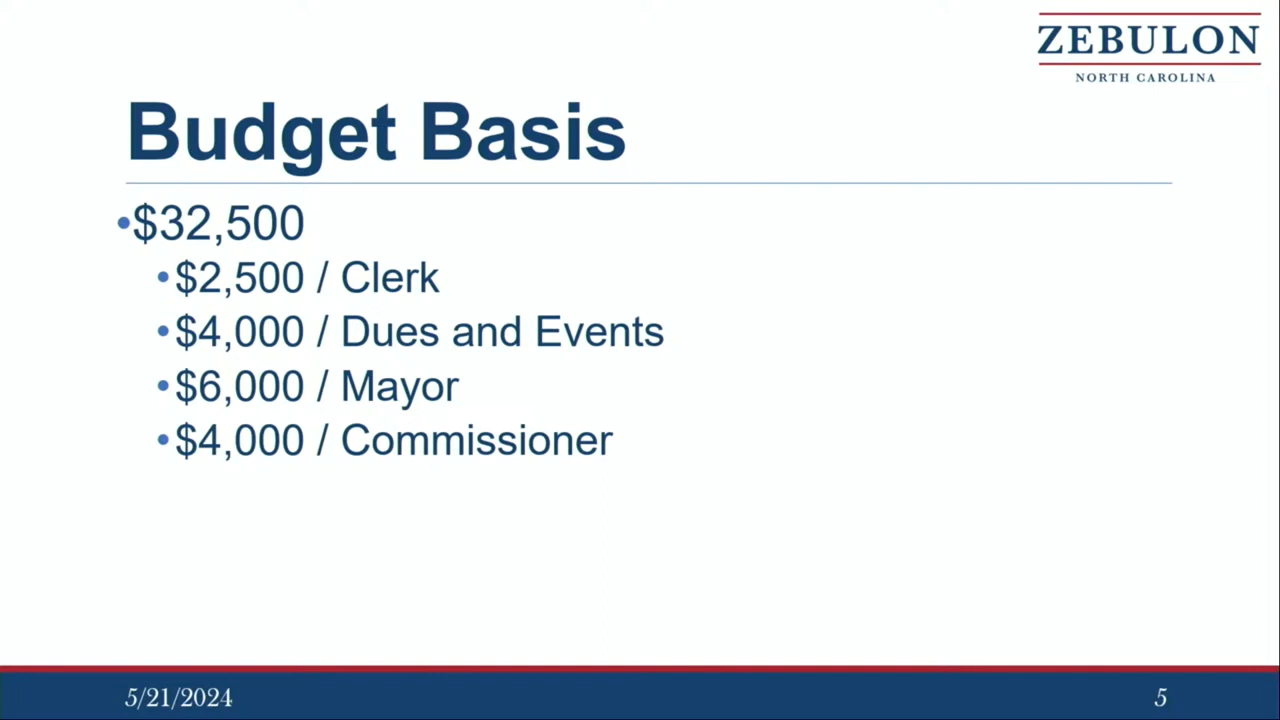 ZEBULON
NORTH CAROLINA
Budget Basis
•$32,500
•$2,500 / Clerk
•$4,000 / Dues and Events
•$6,000 / Mayor
•$4,000 / Commissioner
5/21/2024
5